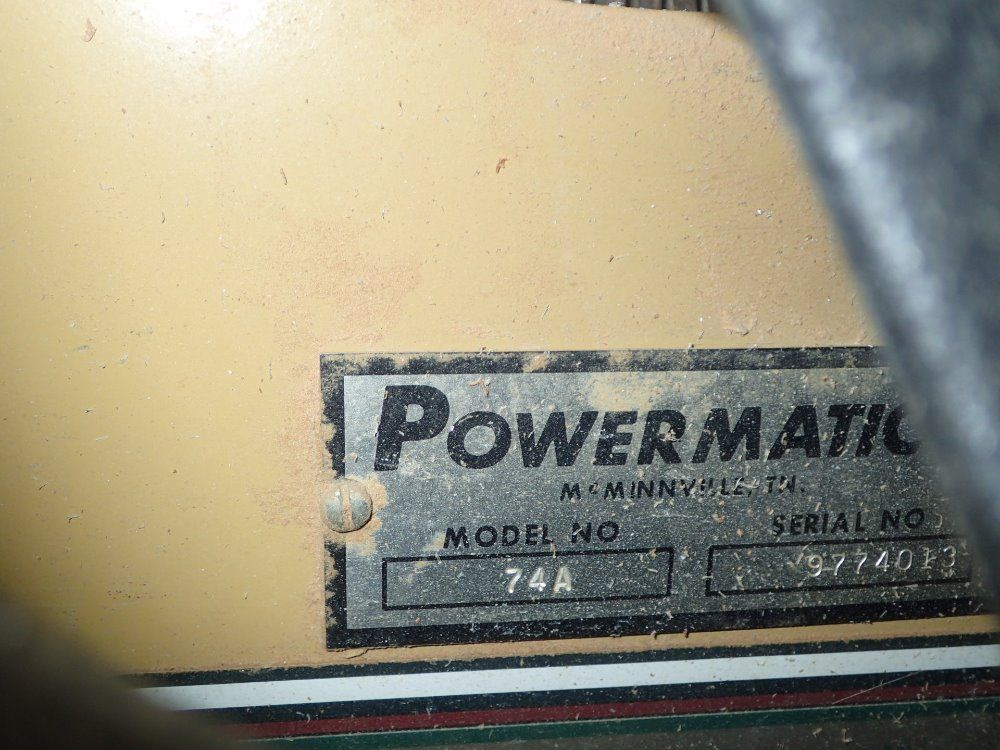 POWERMATIC
McMINNVILLE, TN.
MODEL NO SERIAL NO
74A 9774013